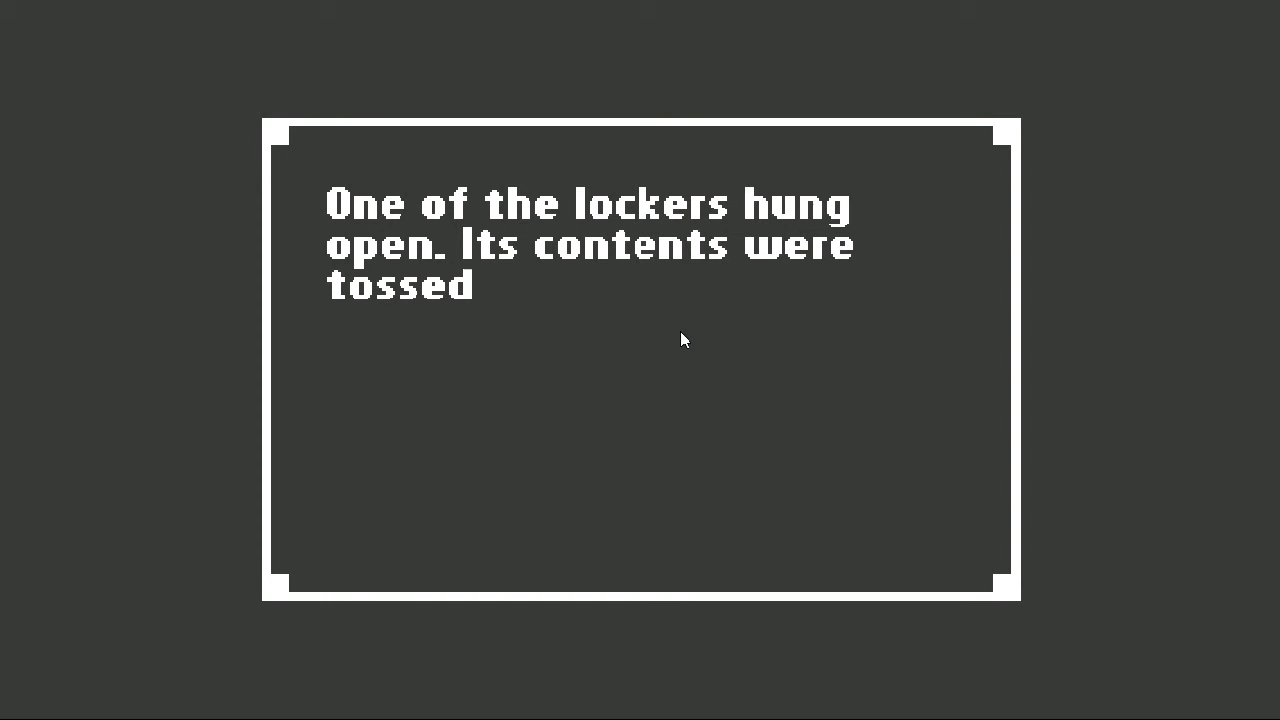 One of the lockers hung
open. Its contents were
tossed